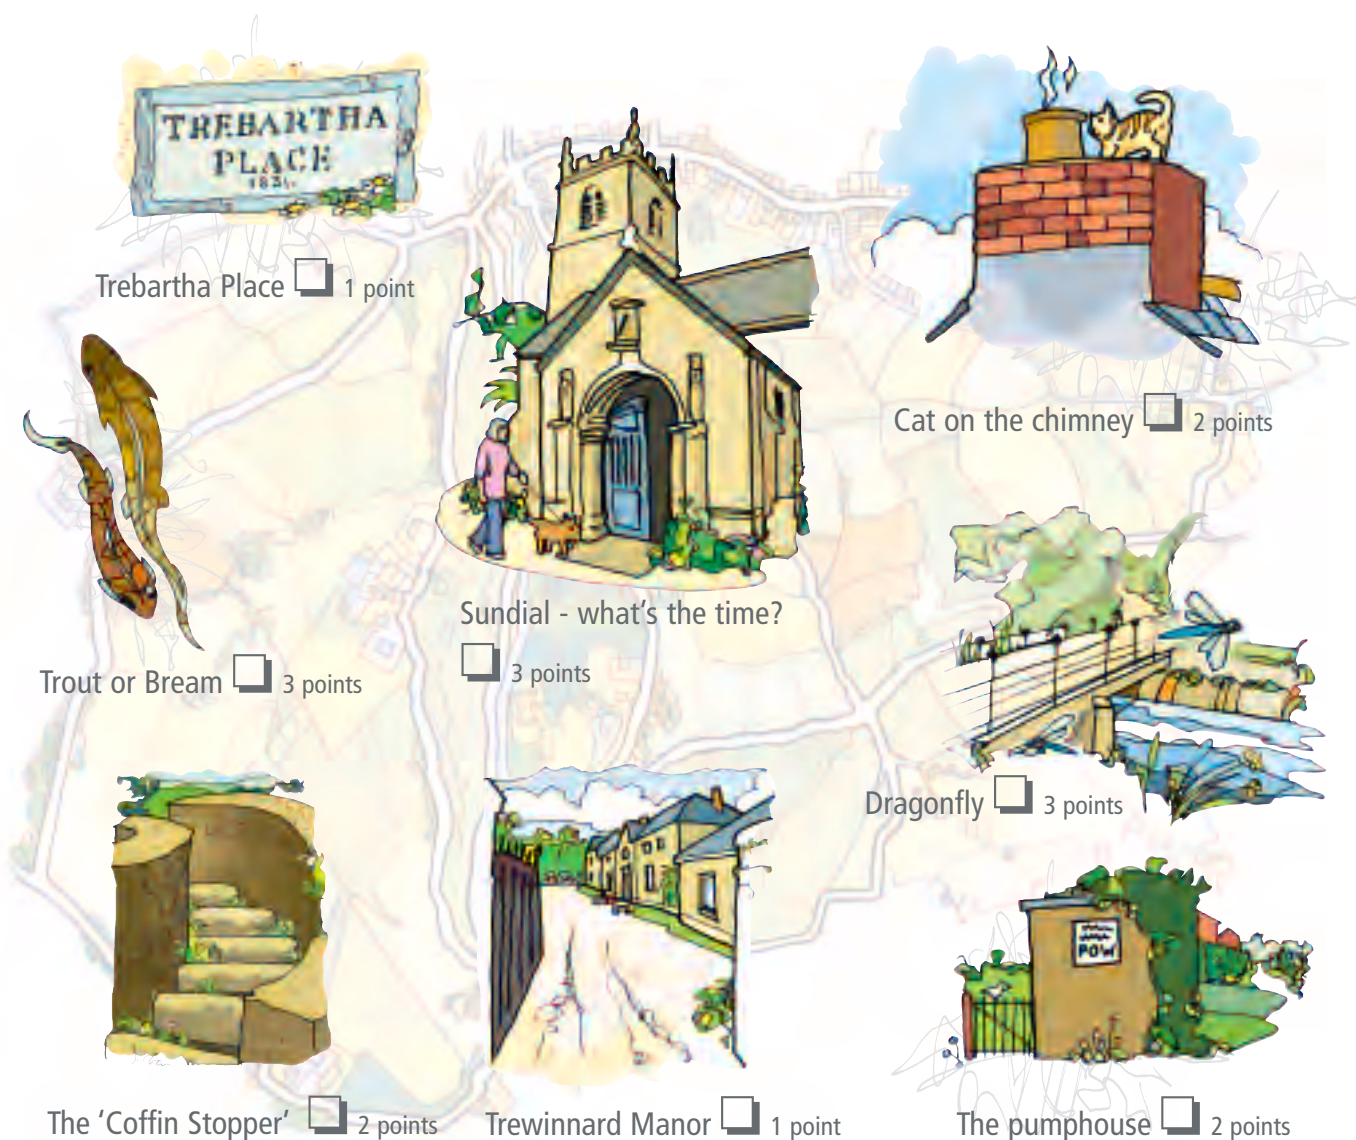 TREBARTHA
PLACE
Trebartha Place 1 point
Cat on the chimney 2 points
Sundial - what's the time?
3 points
Trout or Bream 3 points
Dragonfly 3 points
POW
The 'Coffin Stopper' 2 points
Trewinnard Manor 1 point
The pumphouse 2 points